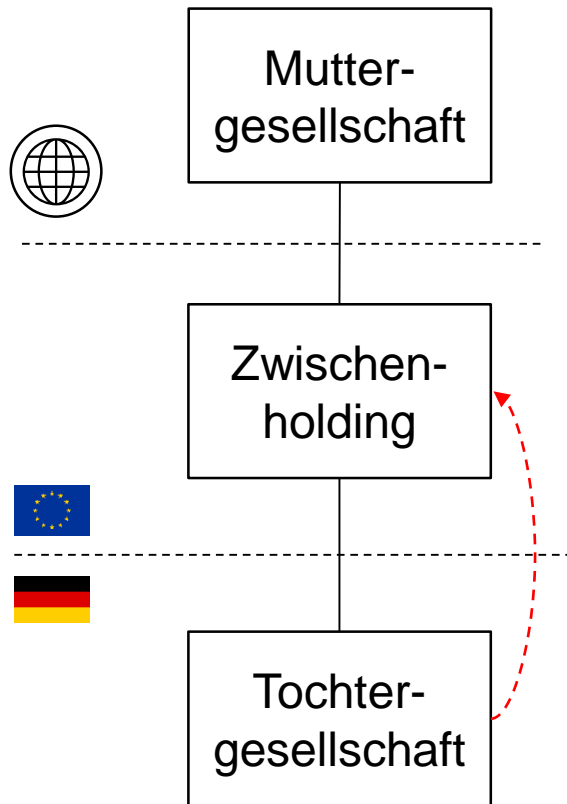 Mutter-
gesellschaft
Zwischen-
holding
Tochter-
gesellschaft